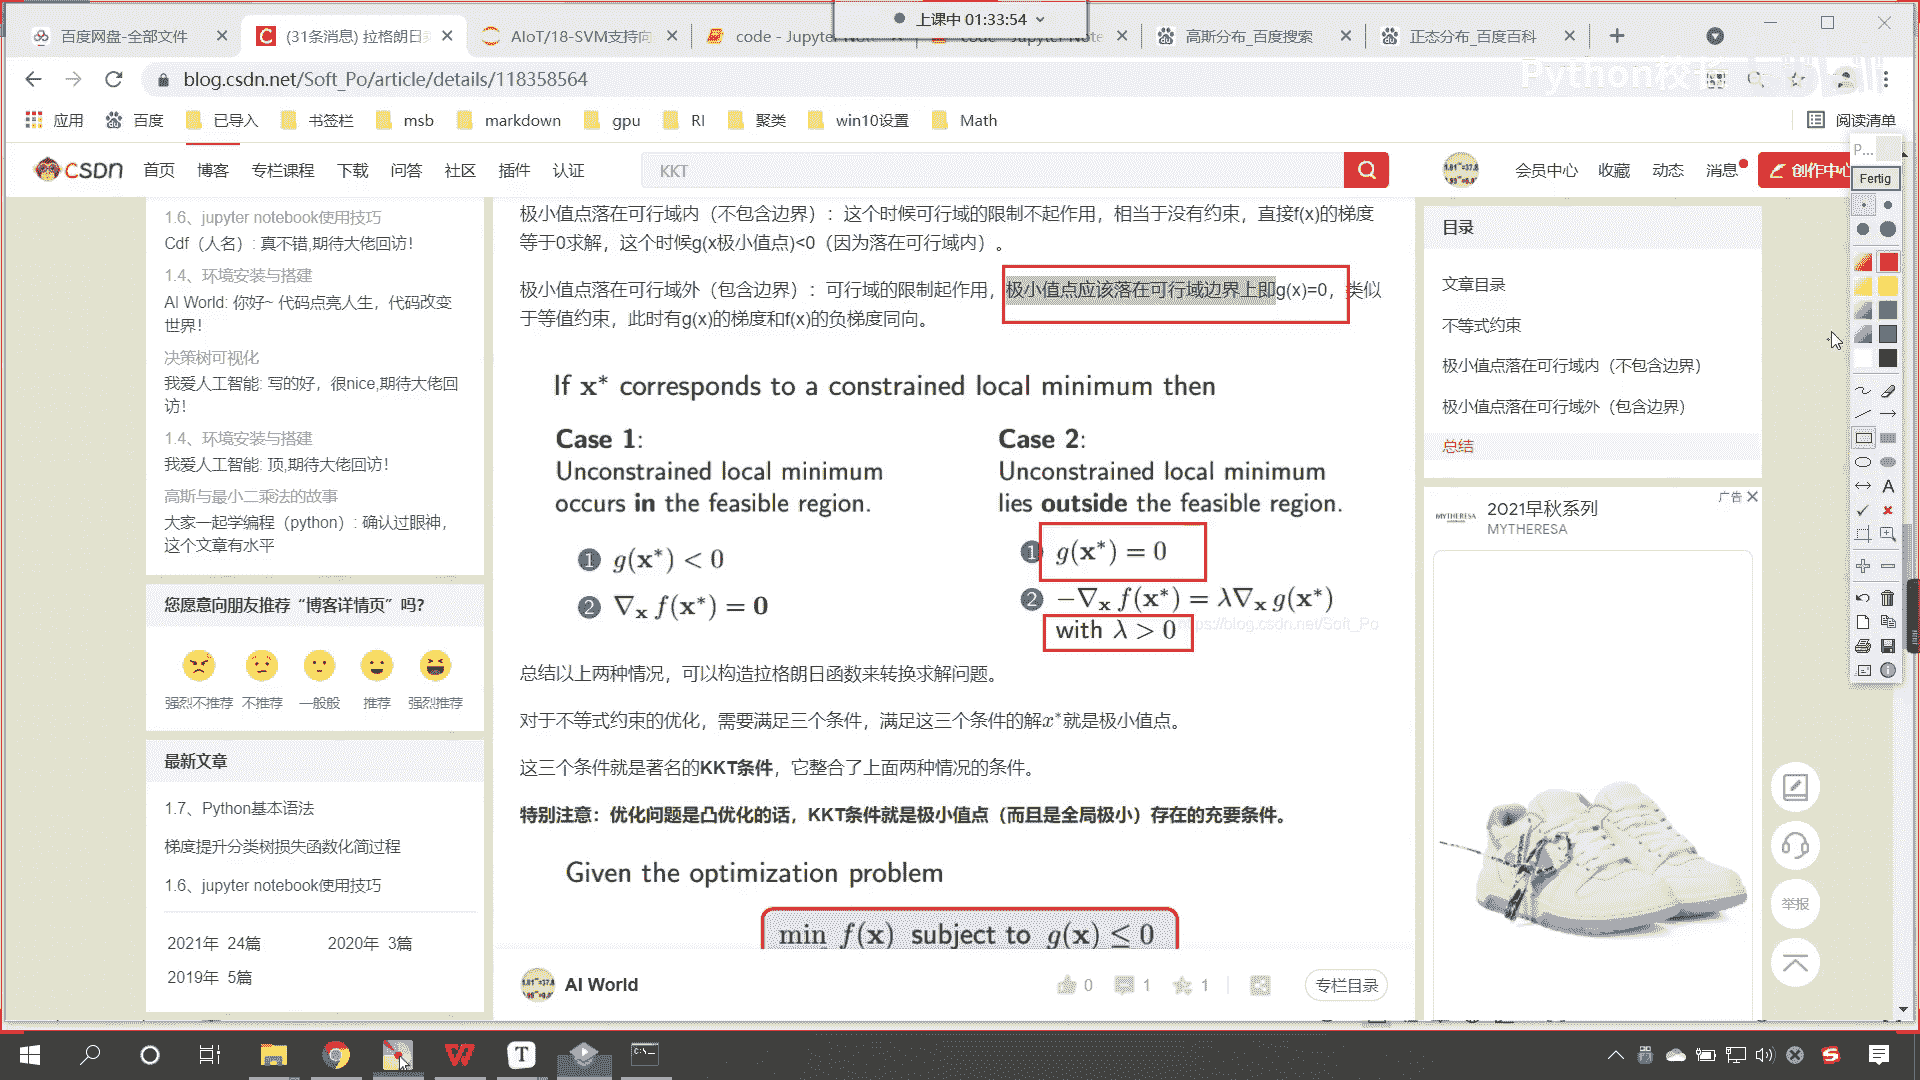 上课中 01:33:54
百度网盘-全部文件
(31条消息) 拉格朗日
AIoT/18-SVM支持向
code - Jupyter Note
code - Jupyter Note
高斯分布_百度搜索
正态分布_百度百科
Python校长
blog.csdn.net/Soft_Po/article/details/118358564
应用
百度
已导入
书签栏
msb
markdown
gpu
RI
聚类
win10设置
Math
阅读清单
CSDN
首页
博客
专栏课程
下载
问答
社区
插件
认证
KKT
会员中心
收藏
动态
消息
创作中心
P...
Fertig
1.6、jupyter notebook使用技巧
Cdf（人名）: 真不错,期待大佬回访!
1.4、环境安装与搭建
AI World: 你好~ 代码点亮人生，代码改变
世界!
决策树可视化
我爱人工智能: 写的好，很nice,期待大佬回
访!
1.4、环境安装与搭建
我爱人工智能: 顶,期待大佬回访!
高斯与最小二乘法的故事
大家一起学编程（python）: 确认过眼神，
这个文章有水平
您愿意向朋友推荐“博客详情页”吗?
强烈不推荐
不推荐
一般般
推荐
强烈推荐
最新文章
1.7、Python基本语法
梯度提升分类树损失函数化简过程
1.6、jupyter notebook使用技巧
2021年 24篇
2020年 3篇
2019年 5篇
极小值点落在可行域内（不包含边界）：这个时候可行域的限制不起作用，相当于没有约束，直接f(x)的梯度
等于0求解，这个时候g(x极小值点)<0（因为落在可行域内）。
极小值点落在可行域外（包含边界）：可行域的限制起作用，极小值点应该落在可行域边界上即g(x)=0，类似
于等值约束，此时有g(x)的梯度和f(x)的负梯度同向。
If x* corresponds to a constrained local minimum then
Case 1:
Unconstrained local minimum
occurs in the feasible region.
1 g(x*) < 0
2 ∇x f(x*) = 0
Case 2:
Unconstrained local minimum
lies outside the feasible region.
1 g(x*) = 0
2 −∇x f(x*) = λ∇x g(x*)
with λ > 0
https://blog.csdn.net/Soft_Po
总结以上两种情况，可以构造拉格朗日函数来转换求解问题。
对于不等式约束的优化，需要满足三个条件，满足这三个条件的解x*就是极小值点。
这三个条件就是著名的KKT条件，它整合了上面两种情况的条件。
特别注意：优化问题是凸优化的话，KKT条件就是极小值点（而且是全局极小）存在的充要条件。
Given the optimization problem
min f(x) subject to g(x) ≤ 0
AI World
0
1
1
专栏目录
目录
文章目录
不等式约束
极小值点落在可行域内（不包含边界）
极小值点落在可行域外（包含边界）
总结
广告
MYTHERESA
2021早秋系列
MYTHERESA
举报